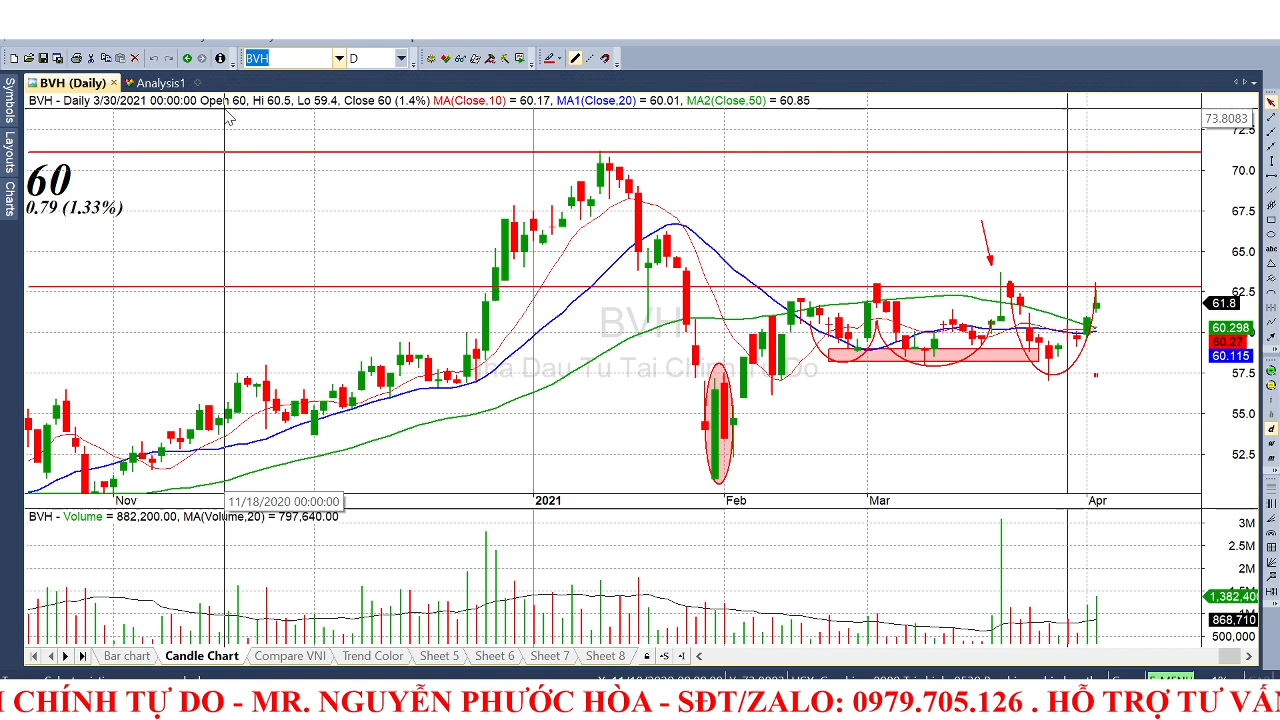 BVH
D
BVH (Daily)
Analysis1
Symbols
Layouts
Charts
BVH - Daily 3/30/2021 00:00:00 Open 60, Hi 60.5, Lo 59.4, Close 60 (1.4%) MA(Close,10) = 60.17, MA1(Close,20) = 60.01, MA2(Close,50) = 60.85
73.8083
72.5
60
0.79 (1.33%)
70.0
67.5
65.0
62.5
61.8
60.298
60.27
60.115
57.5
55.0
52.5
BVH
Dau Tu Tai Chinh
Nov
11/18/2020 00:00:00
2021
Feb
Mar
Apr
BVH - Volume = 882,200.00, MA(Volume,20) = 797,640.00
3M
2.5M
2M
1,382,400
868,710
500,000
Bar chart
Candle Chart
Compare VNI
Trend Color
Sheet 5
Sheet 6
Sheet 7
Sheet 8
CHÍNH TỰ DO - MR. NGUYỄN PHƯỚC HÒA - SĐT/ZALO: 0979.705.126 . HỖ TRỢ TƯ VẤN